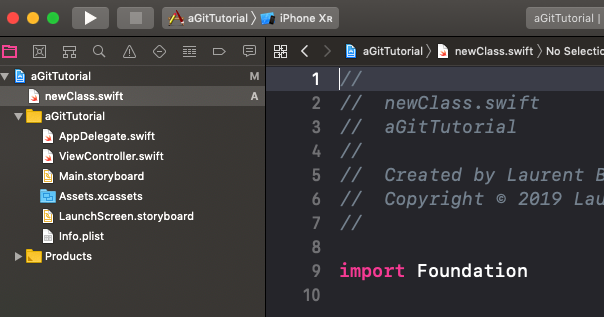 aGitTutorial iPhone XR aGitTutorial |
aGitTutorial newClass.swift No Selectio
aGitTutorial M
newClass.swift A
aGitTutorial
AppDelegate.swift
ViewController.swift
Main.storyboard
Assets.xcassets
LaunchScreen.storyboard
Info.plist
Products
1 //
2 // newClass.swift
3 // aGitTutorial
4 //
5 // Created by Laurent B
6 // Copyright © 2019 Lau
7 //
8
9 import Foundation
10